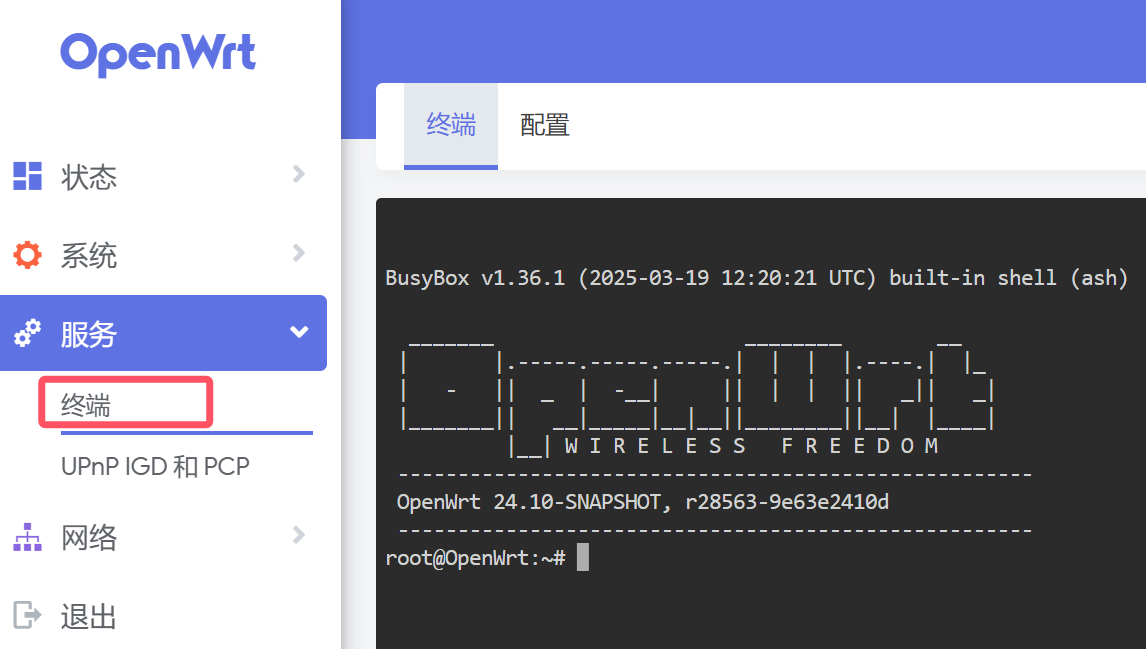 OpenWrt
状态
系统
服务
终端
UPnP IGD 和 PCP
网络
退出
终端
配置
BusyBox v1.36.1 (2025-03-19 12:20:21 UTC) built-in shell (ash)
OpenWrt
W I R E L E S S   F R E E D O M
-----------------------------------------------------
OpenWrt 24.10-SNAPSHOT, r28563-9e63e2410d
-----------------------------------------------------
root@OpenWrt:~#